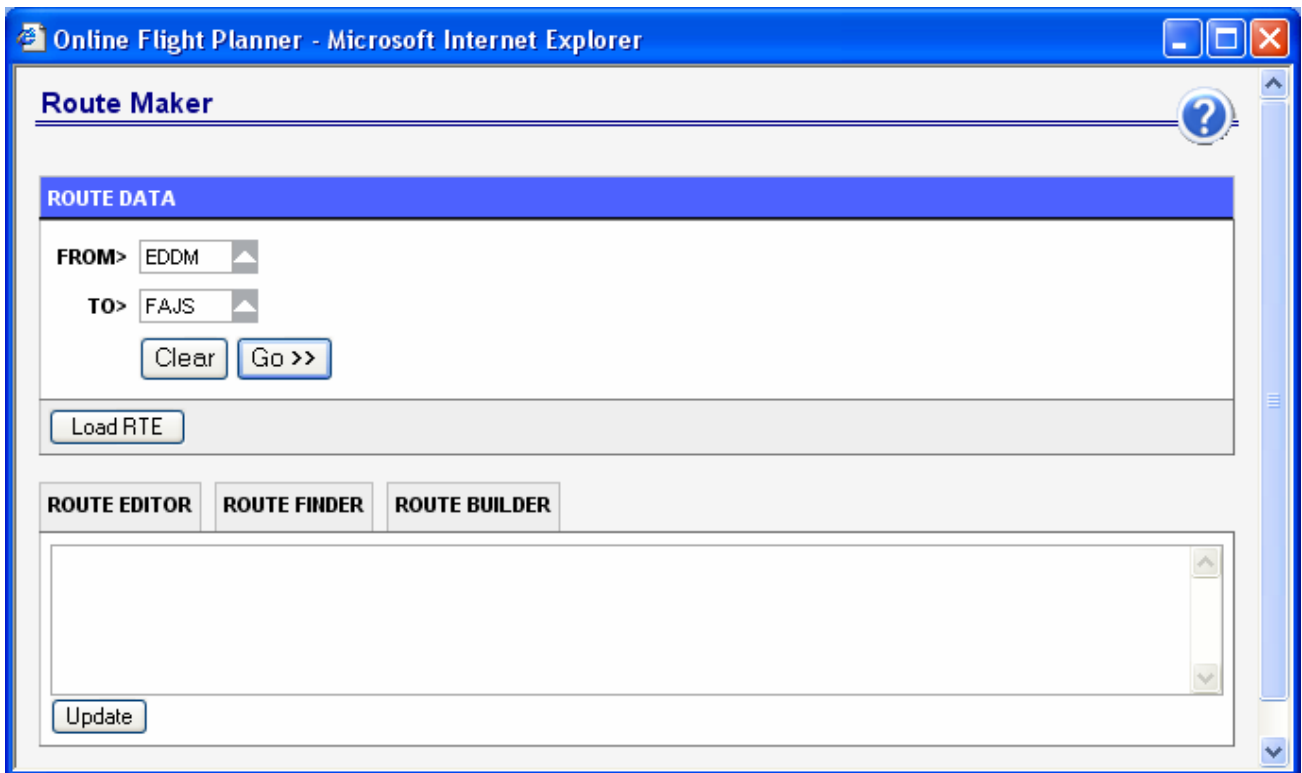 Online Flight Planner - Microsoft Internet Explorer
Route Maker
?
ROUTE DATA
FROM> EDDM
TO> FAJS
Clear Go >>
Load RTE
ROUTE EDITOR ROUTE FINDER ROUTE BUILDER
Update